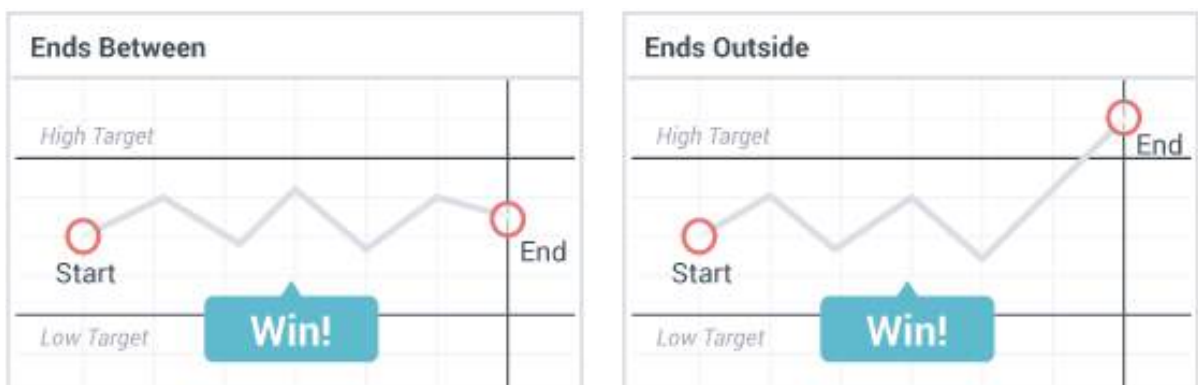 Ends Between
High Target
Start
End
Win!
Low Target
Ends Outside
High Target
End
Start
Win!
Low Target